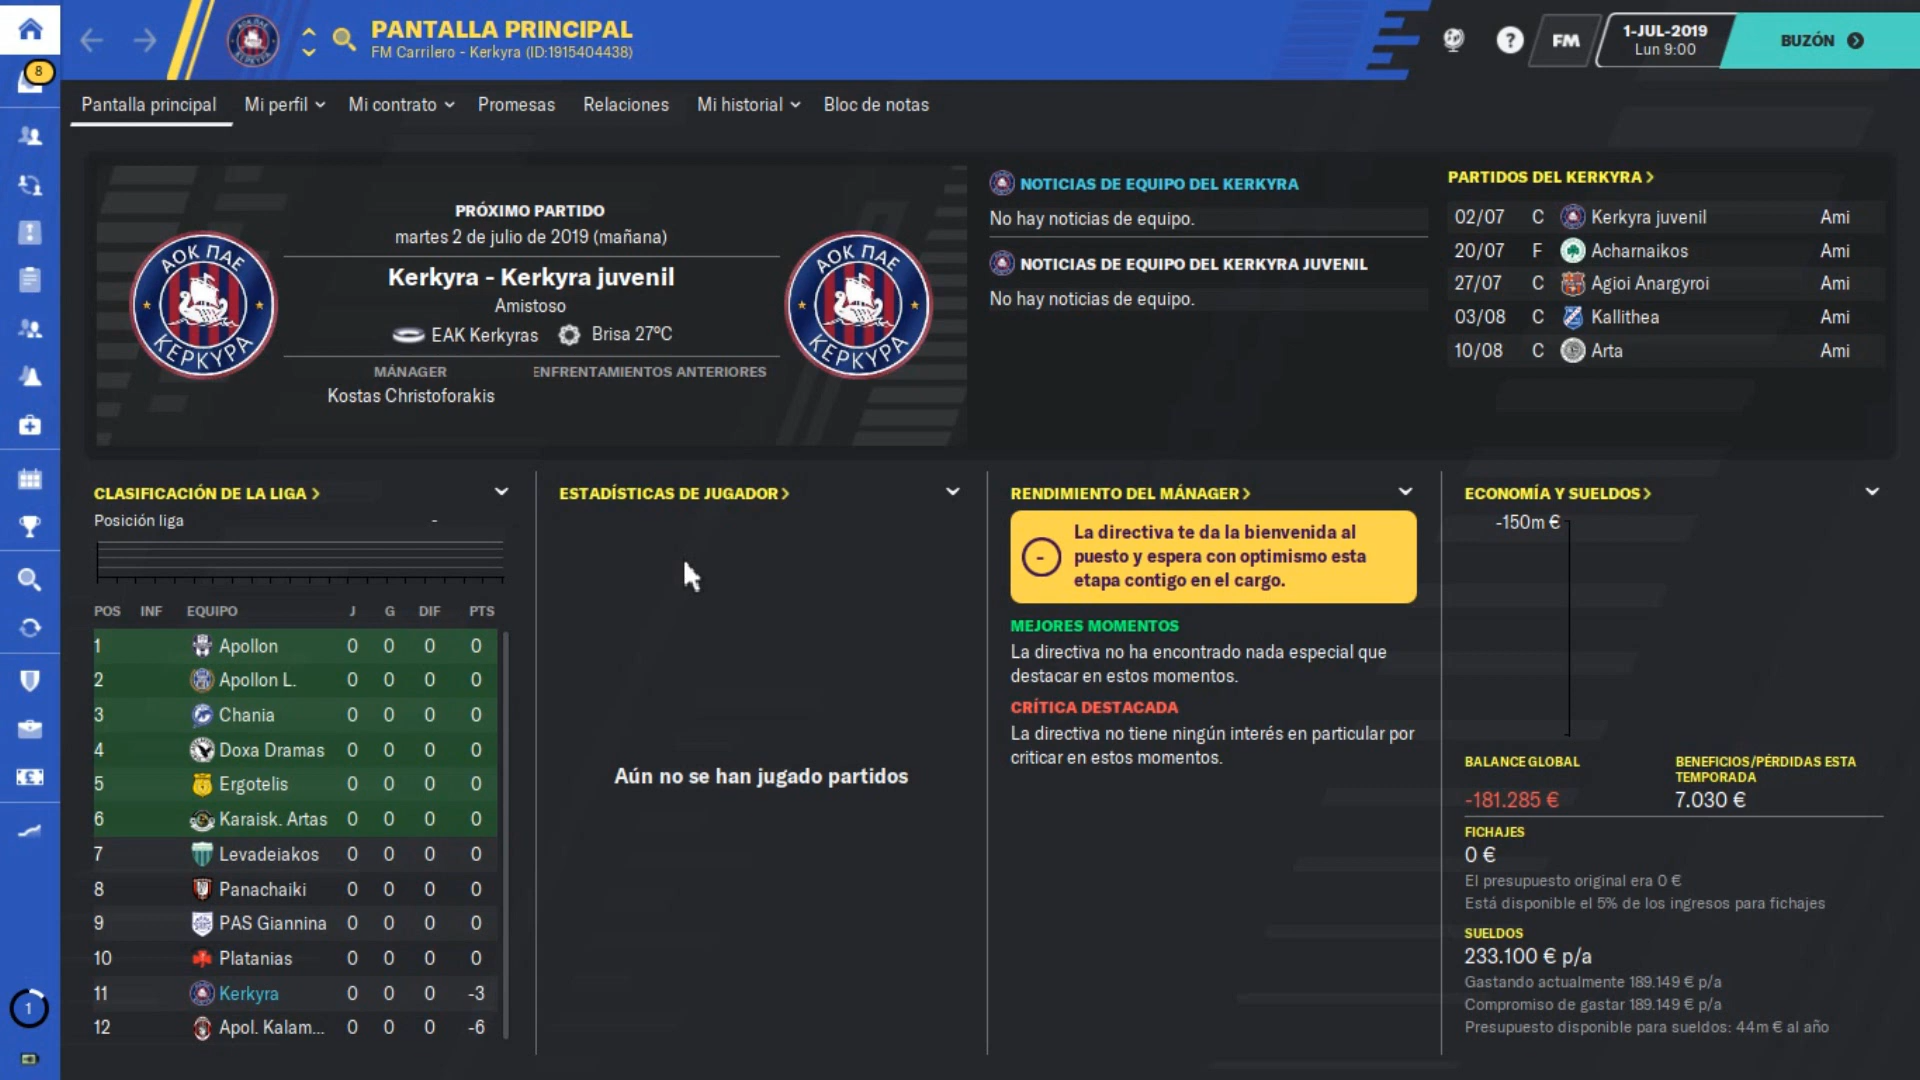 PANTALLA PRINCIPAL
FM Carrilero - Kerkyra (ID:1915404438)
FM
1-JUL-2019
Lun 9:00
BUZÓN
8
Pantalla principal
Mi perfil
Mi contrato
Promesas
Relaciones
Mi historial
Bloc de notas
PRÓXIMO PARTIDO
martes 2 de julio de 2019 (mañana)
ΑΟΚ ΠΑΕ
ΚΕΡΚΥΡΑ
Kerkyra - Kerkyra juvenil
Amistoso
EAK Kerkyras
Brisa 27ºC
MÁNAGER
ENFRENTAMIENTOS ANTERIORES
Kostas Christoforakis
ΑΟΚ ΠΑΕ
ΚΕΡΚΥΡΑ
NOTICIAS DE EQUIPO DEL KERKYRA
No hay noticias de equipo.
NOTICIAS DE EQUIPO DEL KERKYRA JUVENIL
No hay noticias de equipo.
PARTIDOS DEL KERKYRA >
02/07 C Kerkyra juvenil Ami
20/07 F Acharnaikos Ami
27/07 C Agioi Anargyroi Ami
03/08 C Kallithea Ami
10/08 C Arta Ami
CLASIFICACIÓN DE LA LIGA >
Posición liga -
POS INF EQUIPO J G DIF PTS
1 Apollon 0 0 0 0
2 Apollon L. 0 0 0 0
3 Chania 0 0 0 0
4 Doxa Dramas 0 0 0 0
5 Ergotelis 0 0 0 0
6 Karaisk. Artas 0 0 0 0
7 Levadeiakos 0 0 0 0
8 Panachaiki 0 0 0 0
9 PAS Giannina 0 0 0 0
10 Platanias 0 0 0 0
11 Kerkyra 0 0 0 -3
12 Apol. Kalam... 0 0 0 -6
ESTADÍSTICAS DE JUGADOR >
Aún no se han jugado partidos
RENDIMIENTO DEL MÁNAGER >
-
La directiva te da la bienvenida al
puesto y espera con optimismo esta
etapa contigo en el cargo.
MEJORES MOMENTOS
La directiva no ha encontrado nada especial que
destacar en estos momentos.
CRÍTICA DESTACADA
La directiva no tiene ningún interés en particular por
criticar en estos momentos.
ECONOMÍA Y SUELDOS >
-150m €
BALANCE GLOBAL
-181.285 €
BENEFICIOS/PÉRDIDAS ESTA
TEMPORADA
7.030 €
FICHAJES
0 €
El presupuesto original era 0 €
Está disponible el 5% de los ingresos para fichajes
SUELDOS
233.100 € p/a
Gastando actualmente 189.149 € p/a
Compromiso de gastar 189.149 € p/a
Presupuesto disponible para sueldos: 44m € al año
1